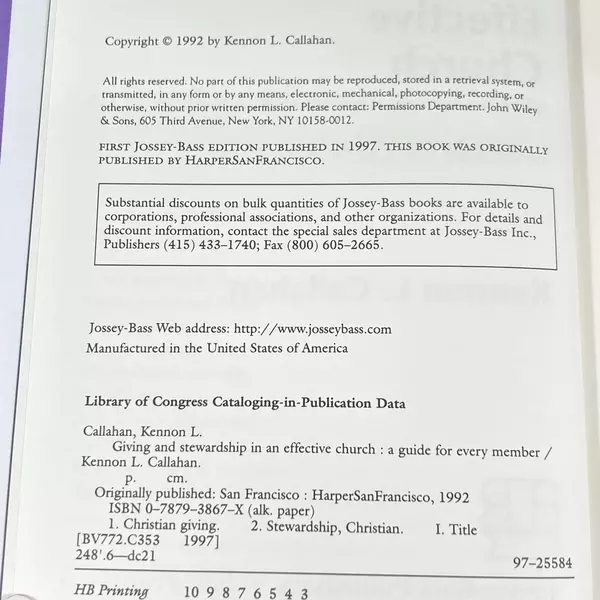 Copyright © 1992 by Kennon L. Callahan.
All rights reserved. No part of this publication may be reproduced, stored in a retrieval system, or
transmitted, in any form or by any means, electronic, mechanical, photocopying, recording, or
otherwise, without prior written permission. Please contact: Permissions Department. John Wiley
& Sons, 605 Third Avenue, New York, NY 10158-0012.
FIRST JOSSEY-BASS EDITION PUBLISHED IN 1997. THIS BOOK WAS ORIGINALLY
PUBLISHED BY HARPERSANFRANCISCO.
Substantial discounts on bulk quantities of Jossey-Bass books are available to
corporations, professional associations, and other organizations. For details and
discount information, contact the special sales department at Jossey-Bass Inc.,
Publishers (415) 433-1740; Fax (800) 605-2665.
Jossey-Bass Web address: http://www.josseybass.com
Manufactured in the United States of America
Library of Congress Cataloging-in-Publication Data
Callahan, Kennon L.
Giving and stewardship in an effective church : a guide for every member /
Kennon L. Callahan.
p. cm.
Originally published: San Francisco : HarperSanFrancisco, 1992
ISBN 0-7879-3867-X (alk. paper)
1. Christian giving. 2. Stewardship, Christian. I. Title
[BV772.C353 1997]
248'.6—dc21
97-25584
HB Printing 10 9 8 7 6 5 4 3